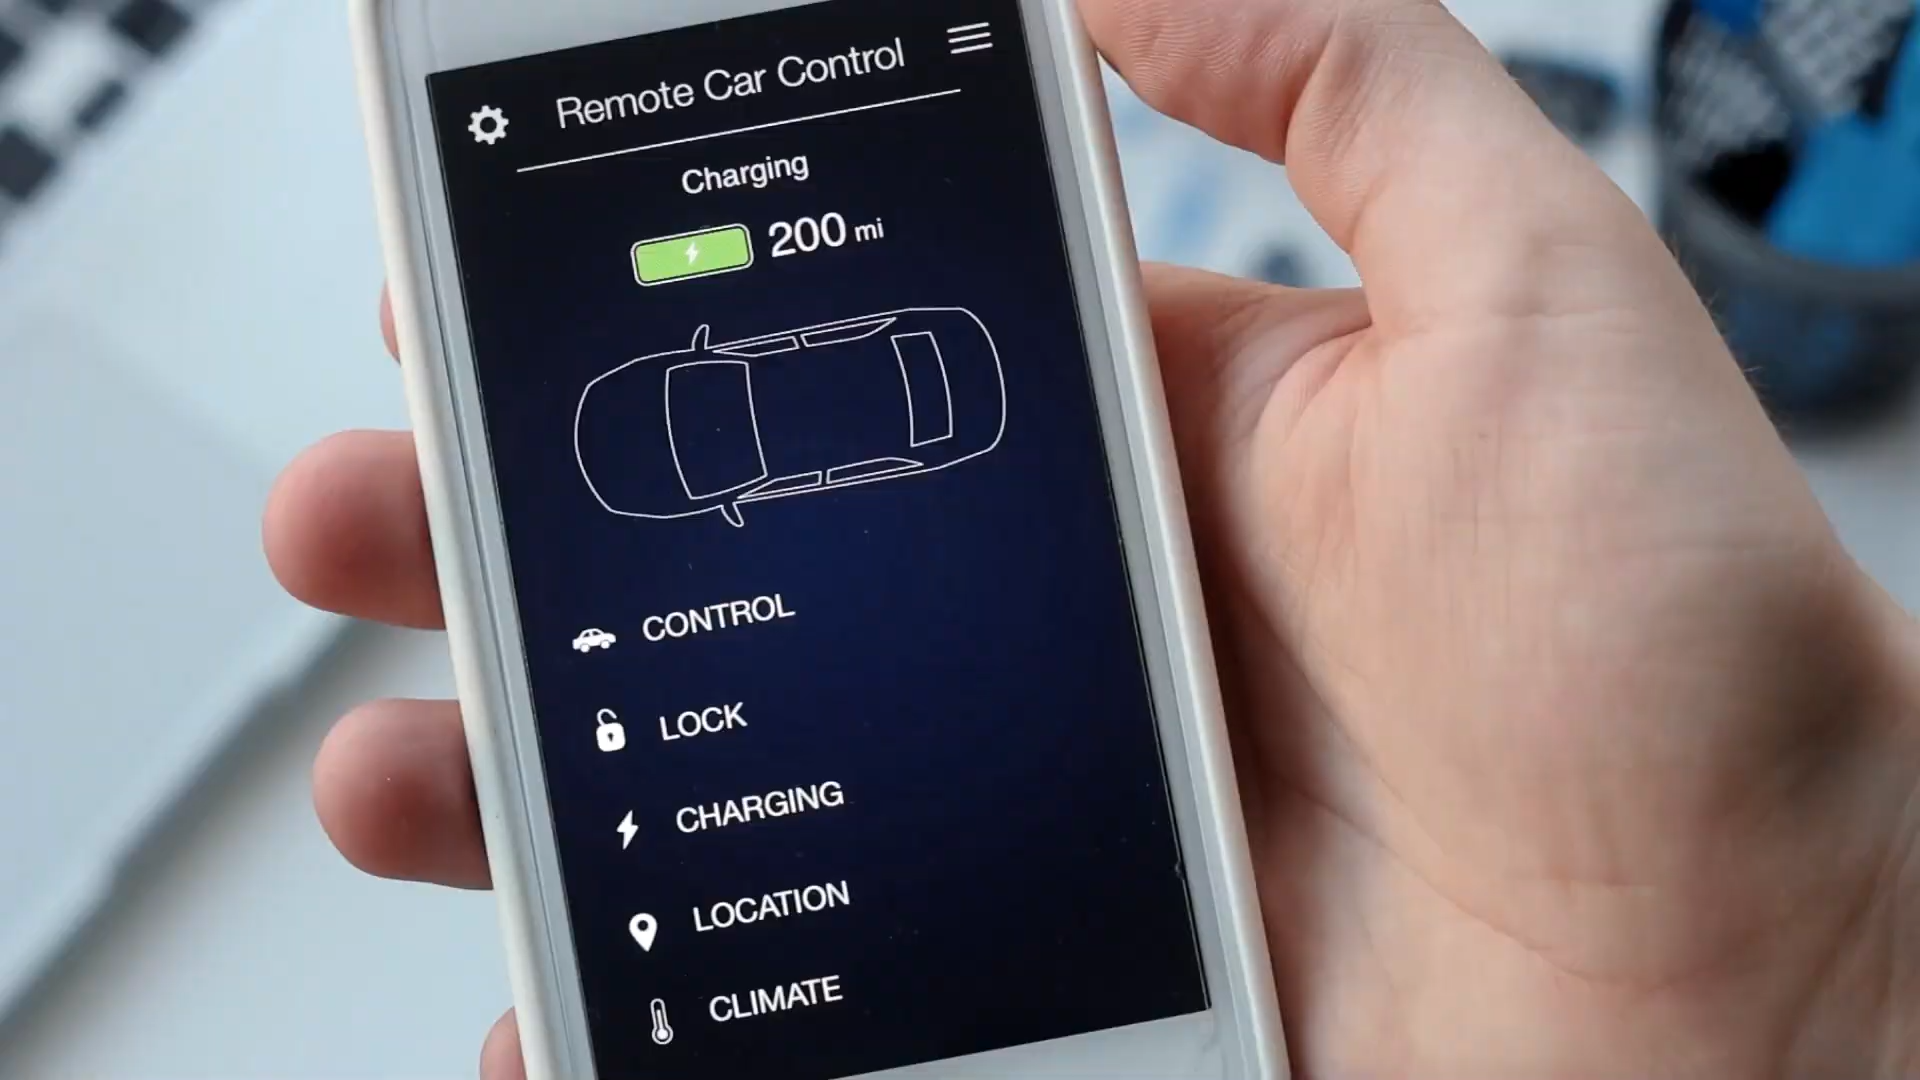 Remote Car Control
Charging
200 mi
CONTROL
LOCK
CHARGING
LOCATION
CLIMATE